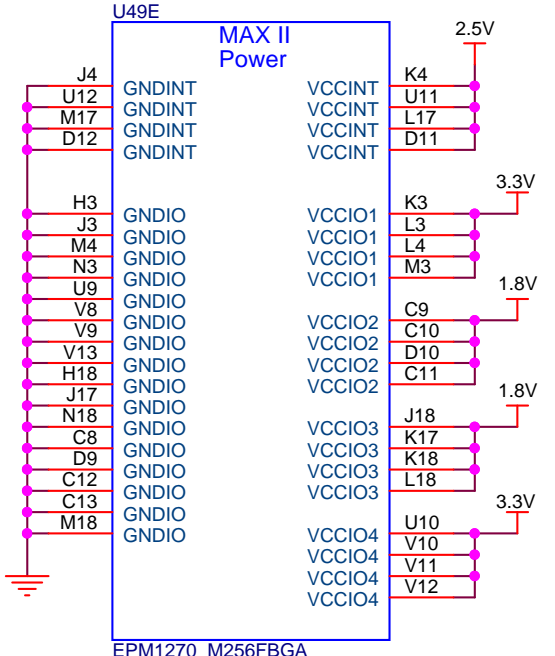 U49E
MAX II
Power
2.5V
J4 GNDINT VCCINT K4
U12 GNDINT VCCINT U11
M17 GNDINT VCCINT L17
D12 GNDINT VCCINT D11
3.3V
H3 GNDIO VCCIO1 K3
J3 GNDIO VCCIO1 L3
M4 GNDIO VCCIO1 L4
N3 GNDIO VCCIO1 M3
U9 GNDIO
1.8V
V8 GNDIO VCCIO2 C9
V9 GNDIO VCCIO2 C10
V13 GNDIO VCCIO2 D10
H18 GNDIO VCCIO2 C11
J17 GNDIO
1.8V
N18 GNDIO VCCIO3 J18
C8 GNDIO VCCIO3 K17
D9 GNDIO VCCIO3 K18
C12 GNDIO VCCIO3 L18
C13 GNDIO
3.3V
M18 GNDIO VCCIO4 U10
VCCIO4 V10
VCCIO4 V11
VCCIO4 V12
EPM1270_M256FBGA